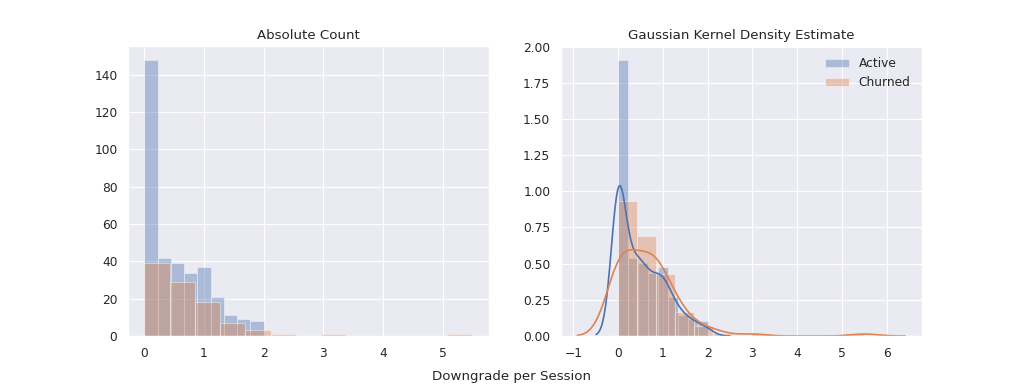 Absolute Count
140
120
100
80
60
40
20
0
0 1 2 3 4 5
Gaussian Kernel Density Estimate
2.00
1.75
1.50
1.25
1.00
0.75
0.50
0.25
0.00
−1 0 1 2 3 4 5 6
Active
Churned
Downgrade per Session